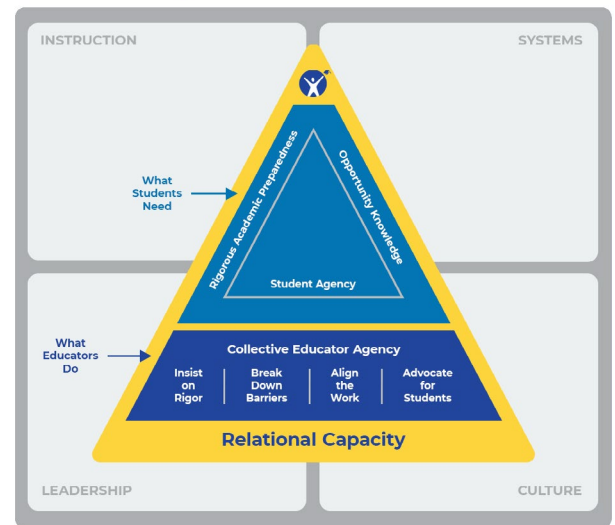 INSTRUCTION
SYSTEMS
What
Students
Need
Rigorous Academic Preparedness
Opportunity Knowledge
Student Agency
What
Educators
Do
Collective Educator Agency
Insist
on
Rigor
Break
Down
Barriers
Align
the
Work
Advocate
for
Students
Relational Capacity
LEADERSHIP
CULTURE